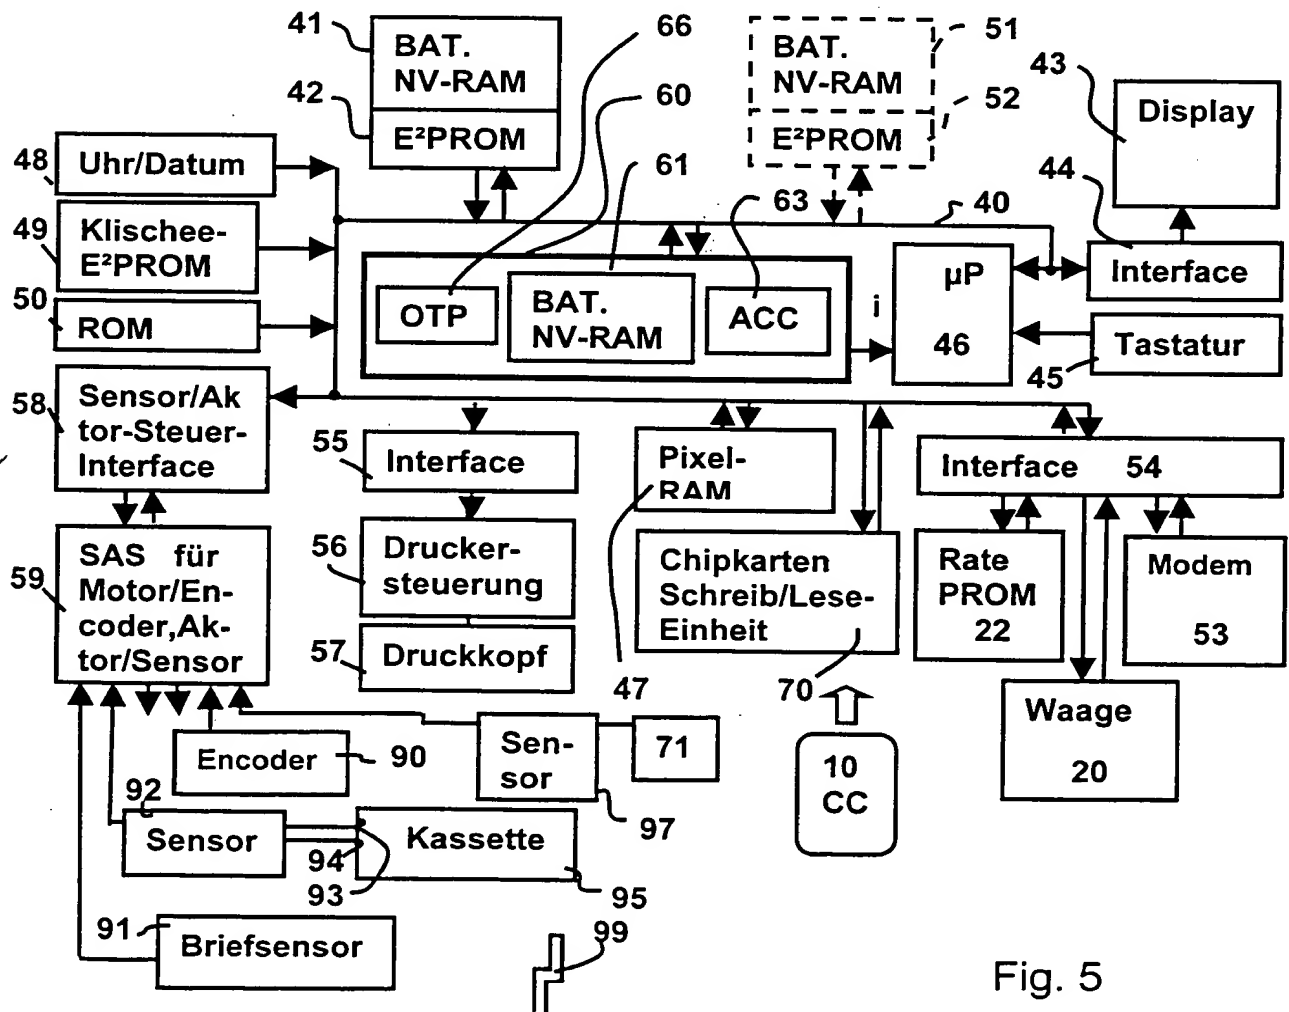 41
BAT.
NV-RAM
42
E²PROM
66
60
61
63
BAT.
NV-RAM
51
E²PROM
52
43
Display
44
Interface
48
Uhr/Datum
49
Klischee-
E²PROM
50
ROM
40
OTP
BAT.
NV-RAM
ACC
i
µP
46
Tastatur
45
58
Sensor/Ak
tor-Steuer-
Interface
55
Interface
Pixel-
RAM
47
Interface 54
59
SAS für
Motor/En-
coder,Ak-
tor/Sensor
56
Drucker-
steuerung
57
Druckkopf
Chipkarten
Schreib/Lese-
Einheit
70
Rate
PROM
22
Modem
53
Waage
20
Encoder
90
Sen-
sor
97
71
10
CC
92
Sensor
94
93
Kassette
95
91
Briefsensor
99
Fig. 5